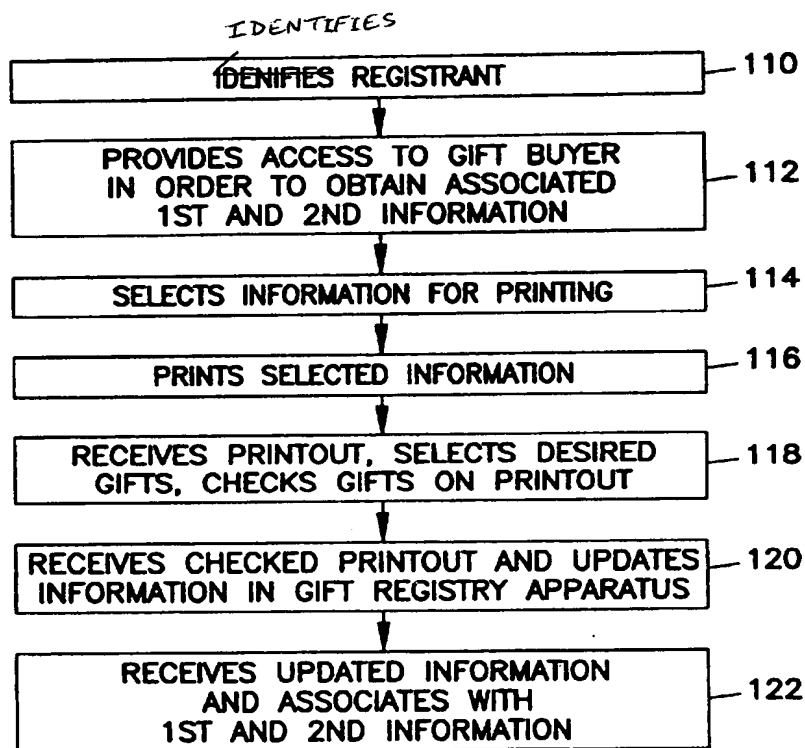 IDENTIFIES
IDENIFIES REGISTRANT
110
PROVIDES ACCESS TO GIFT BUYER
IN ORDER TO OBTAIN ASSOCIATED
1ST AND 2ND INFORMATION
112
SELECTS INFORMATION FOR PRINTING
114
PRINTS SELECTED INFORMATION
116
RECEIVES PRINTOUT, SELECTS DESIRED
GIFTS, CHECKS GIFTS ON PRINTOUT
118
RECEIVES CHECKED PRINTOUT AND UPDATES
INFORMATION IN GIFT REGISTRY APPARATUS
120
RECEIVES UPDATED INFORMATION
AND ASSOCIATES WITH
1ST AND 2ND INFORMATION
122